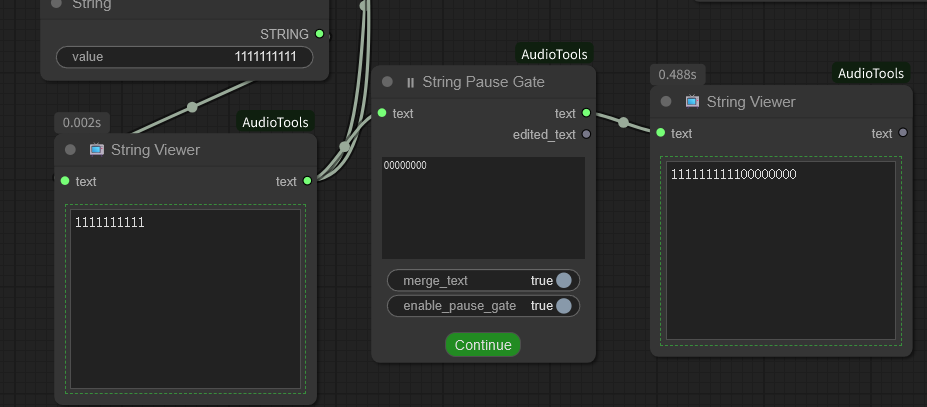 String
STRING
value 1111111111
0.002s
AudioTools
String Viewer
text text
1111111111
AudioTools
String Pause Gate
text text
edited_text
00000000
merge_text true
enable_pause_gate true
Continue
0.488s
AudioTools
String Viewer
text text
111111111100000000